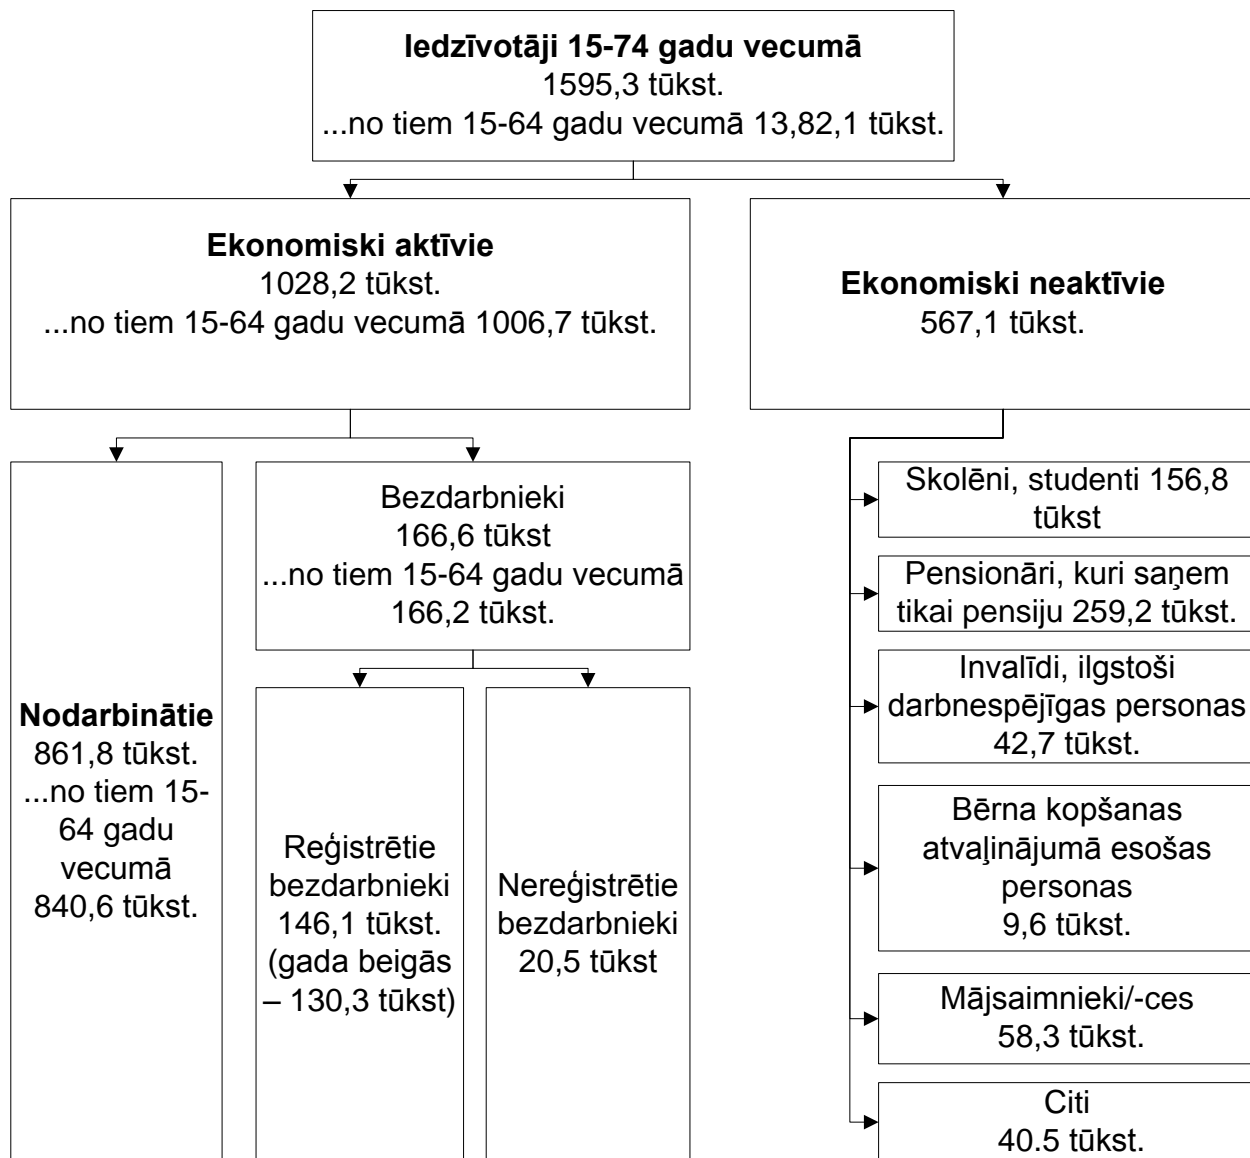 Iedzīvotāji 15-74 gadu vecumā
1595,3 tūkst.
...no tiem 15-64 gadu vecumā 13,82,1 tūkst.
Ekonomiski aktīvie
1028,2 tūkst.
...no tiem 15-64 gadu vecumā 1006,7 tūkst.
Ekonomiski neaktīvie
567,1 tūkst.
Nodarbinātie
861,8 tūkst.
...no tiem 15-
64 gadu
vecumā
840,6 tūkst.
Bezdarbnieki
166,6 tūkst
...no tiem 15-64 gadu vecumā
166,2 tūkst.
Reģistrētie
bezdarbnieki
146,1 tūkst.
(gada beigās
– 130,3 tūkst)
Nereģistrētie
bezdarbnieki
20,5 tūkst
Skolēni, studenti 156,8
tūkst
Pensionāri, kuri saņem
tikai pensiju 259,2 tūkst.
Invalīdi, ilgstoši
darbnespējīgas personas
42,7 tūkst.
Bērna kopšanas
atvaļinājumā esošas
personas
9,6 tūkst.
Mājsaimnieki/-ces
58,3 tūkst.
Citi
40.5 tūkst.